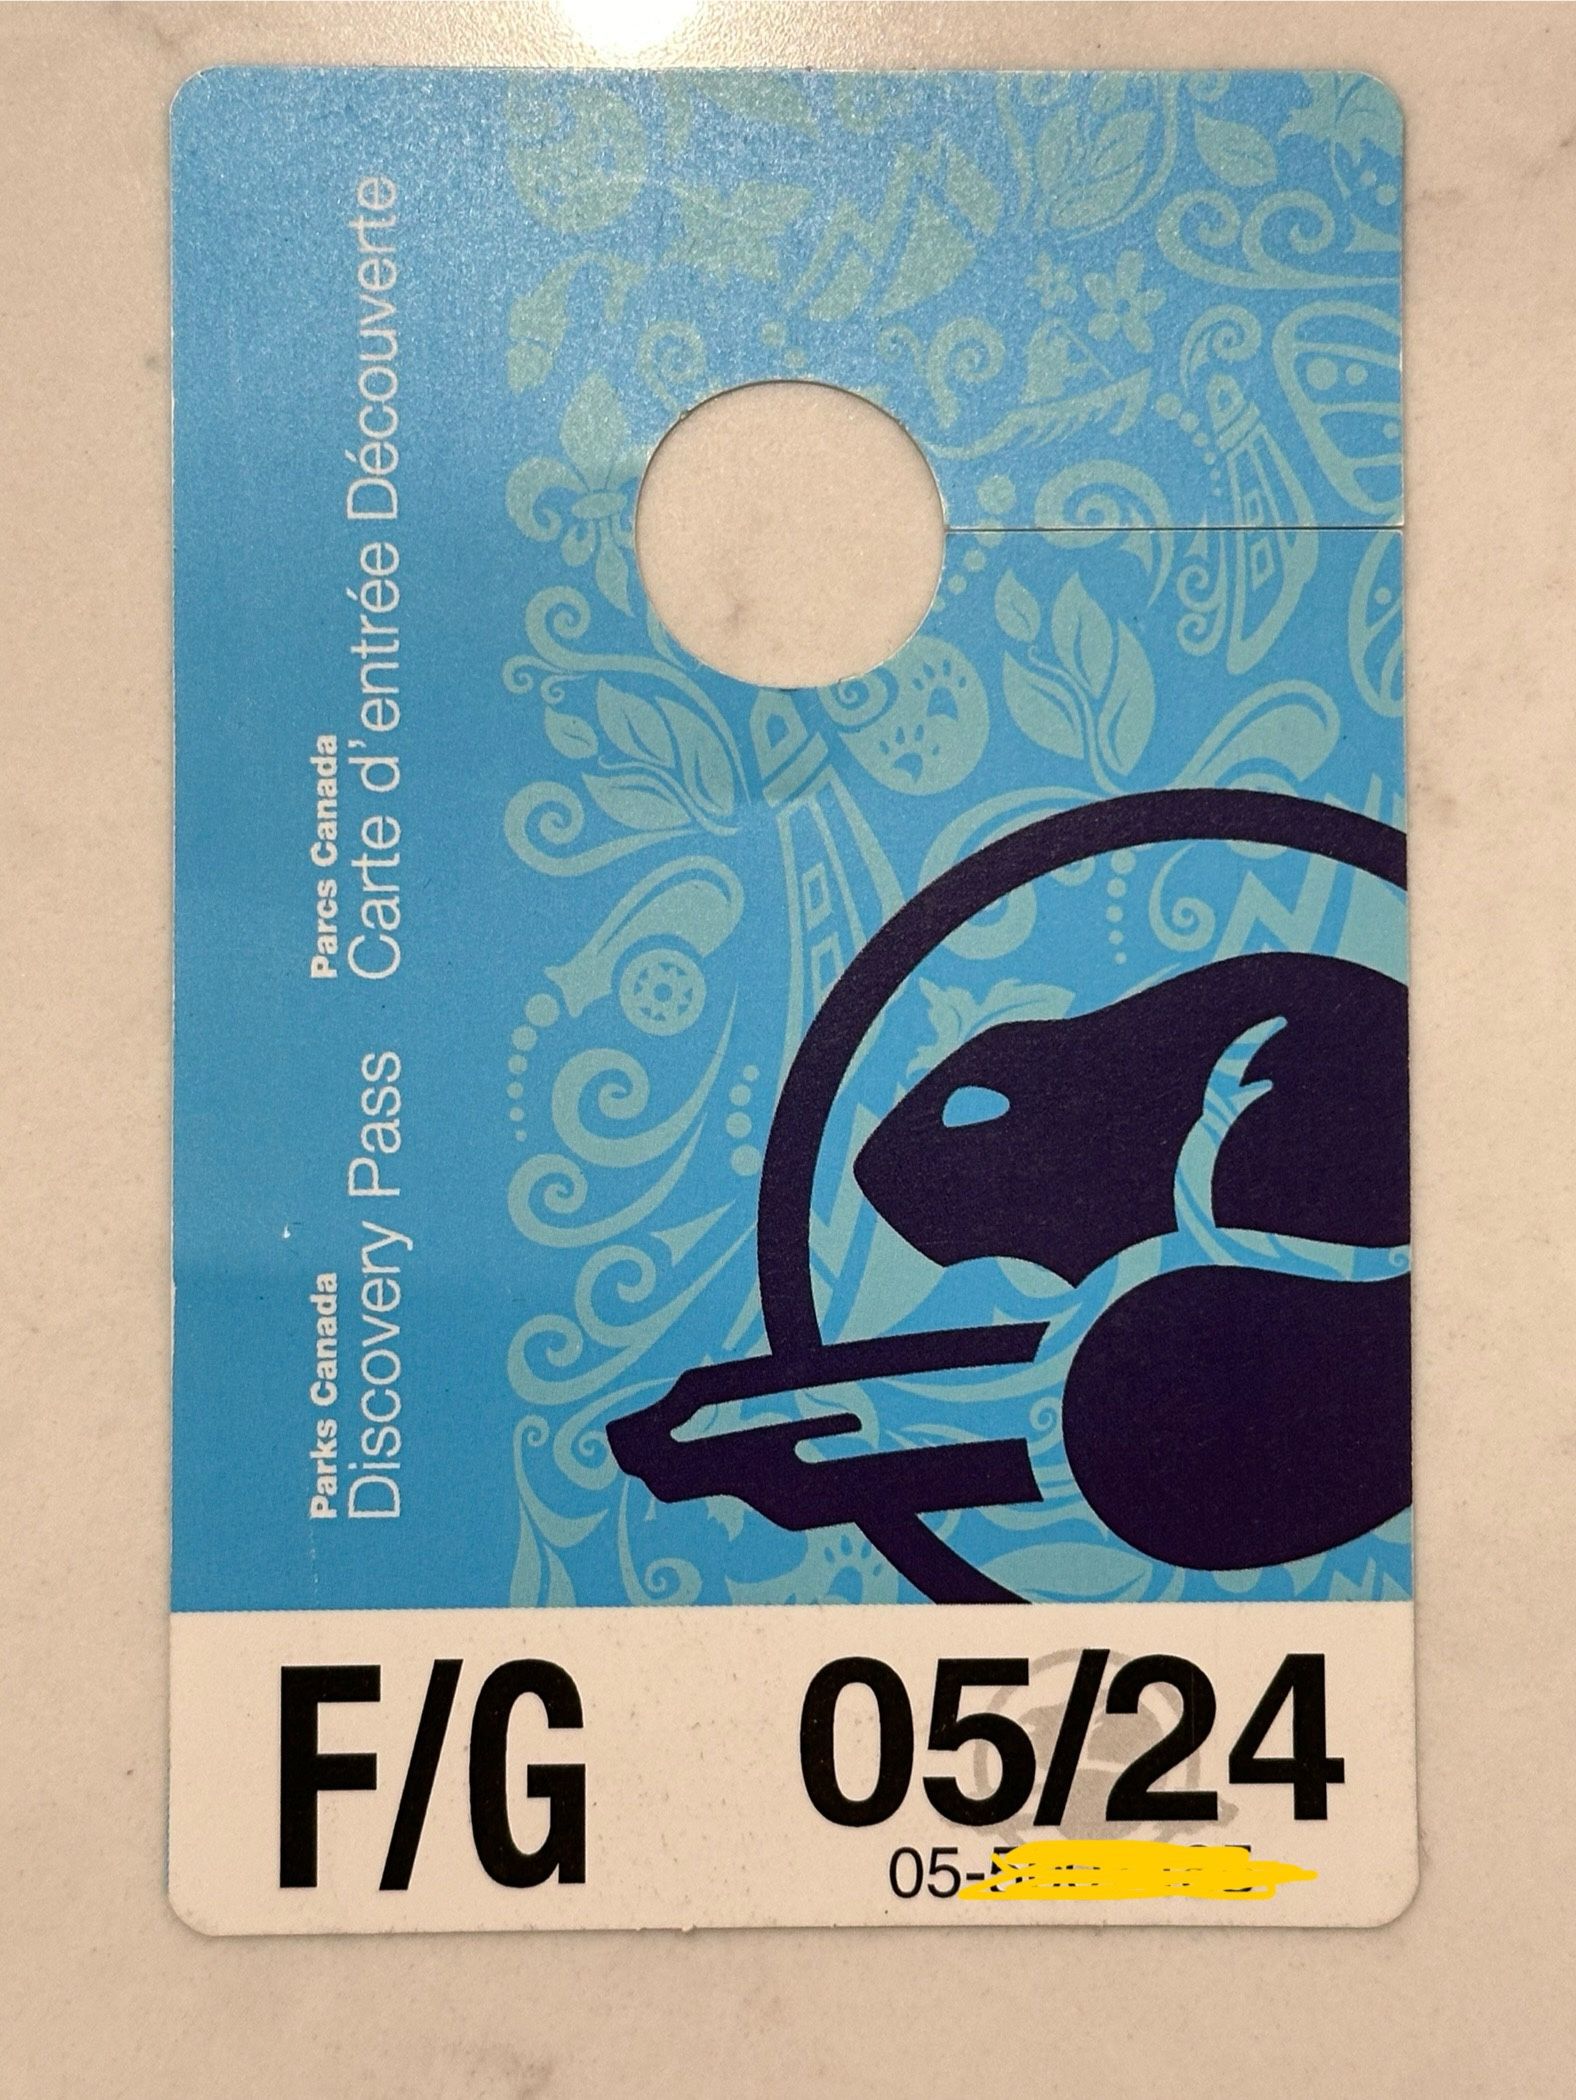 Parks Canada
Discovery Pass
Parcs Canada
Carte d'entrée Découverte
F/G
05/24
05-